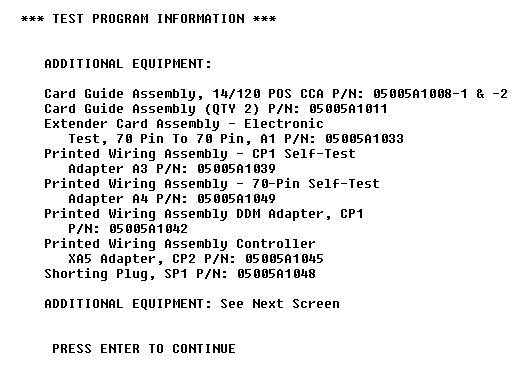 *** TEST PROGRAM INFORMATION ***
ADDITIONAL EQUIPMENT:
Card Guide Assembly, 14/120 POS CCA P/N: 05005A1008-1 & -2
Card Guide Assembly (QTY 2) P/N: 05005A1011
Extender Card Assembly - Electronic
Test, 70 Pin To 70 Pin, A1 P/N: 05005A1033
Printed Wiring Assembly - CP1 Self-Test
Adapter A3 P/N: 05005A1039
Printed Wiring Assembly - 70-Pin Self-Test
Adapter A4 P/N: 05005A1049
Printed Wiring Assembly DDM Adapter, CP1
P/N: 05005A1042
Printed Wiring Assembly Controller
XA5 Adapter, CP2 P/N: 05005A1045
Shorting Plug, SP1 P/N: 05005A1048
ADDITIONAL EQUIPMENT: See Next Screen
PRESS ENTER TO CONTINUE